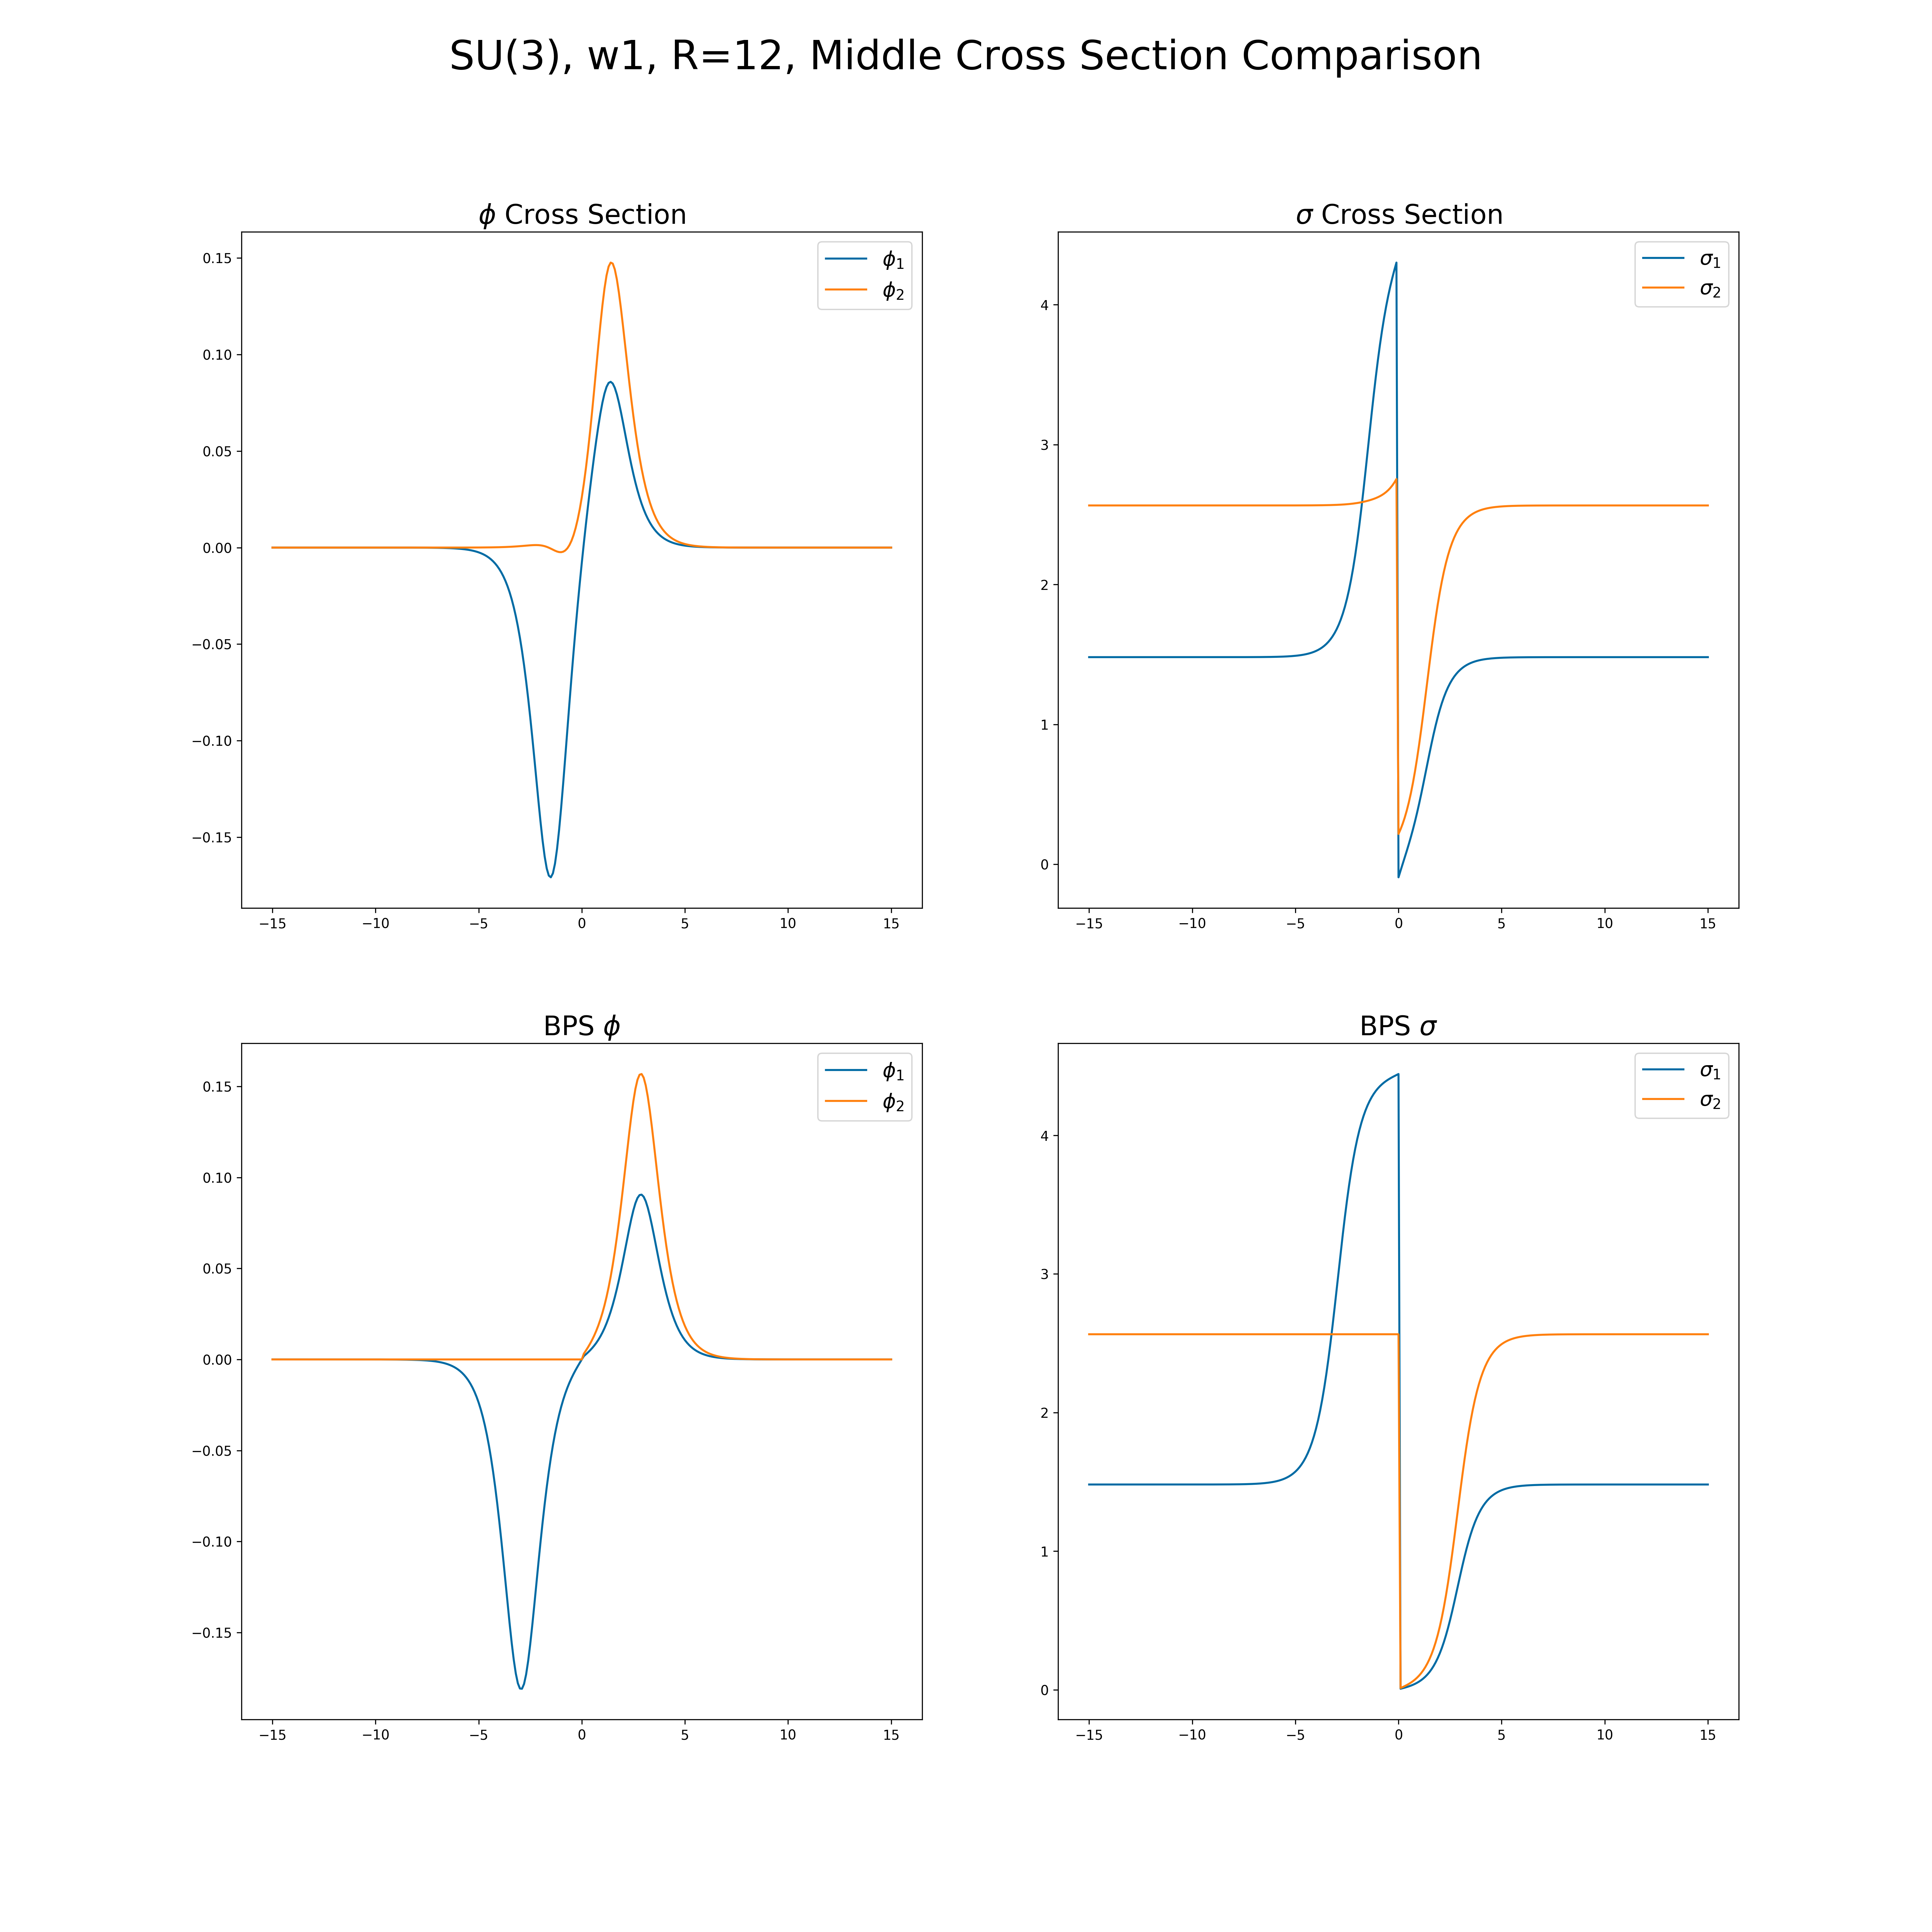 SU(3), w1, R=12, Middle Cross Section Comparison
ϕ Cross Section
ϕ₁
ϕ₂
0.15
0.10
0.05
0.00
−0.05
−0.10
−0.15
−15 −10 −5 0 5 10 15
σ Cross Section
σ₁
σ₂
4
3
2
1
0
−15 −10 −5 0 5 10 15
BPS ϕ
ϕ₁
ϕ₂
0.15
0.10
0.05
0.00
−0.05
−0.10
−0.15
−15 −10 −5 0 5 10 15
BPS σ
σ₁
σ₂
4
3
2
1
0
−15 −10 −5 0 5 10 15